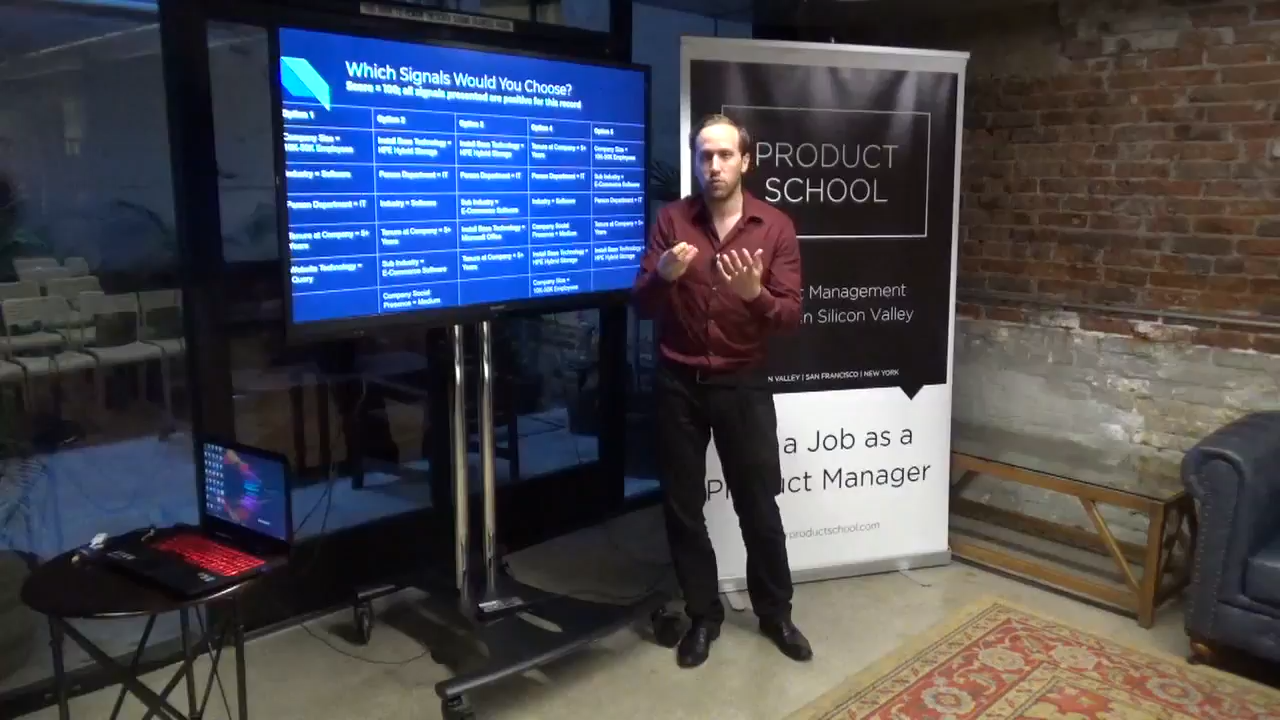 Which Signals Would You Choose?
Score = 100; all signals presented are positive for this record
Option 1
Option 2
Option 3
Option 4
Option 5
Company Size =
10K-50K Employees
Install Base Technology =
HPE Hybrid Storage
Install Base Technology =
HPE Hybrid Storage
Tenure at Company = 5+
Years
Company Size =
10K-50K Employees
Industry = Software
Person Department = IT
Person Department = IT
Person Department = IT
Sub Industry =
E-Commerce Software
Person Department = IT
Industry = Software
Sub Industry =
E-Commerce Software
Industry = Software
Person Department = IT
Tenure at Company = 5+
Years
Tenure at Company = 5+
Years
Install Base Technology =
Microsoft Office
Company Social
Presence = Medium
Tenure at Company = 5+
Years
Website Technology =
Sub Industry =
E-Commerce Software
Tenure at Company = 5+
Years
Install Base Technology =
HPE Hybrid Storage
Install Base Technology =
HPE Hybrid Storage
Company Social
Presence = Medium
Company Size =
10K-50K Employees
PRODUCT
SCHOOL
t Management
n Silicon Valley
N VALLEY | SAN FRANCISCO | NEW YORK
a Job as a
Pr uct Manager
productschool.com